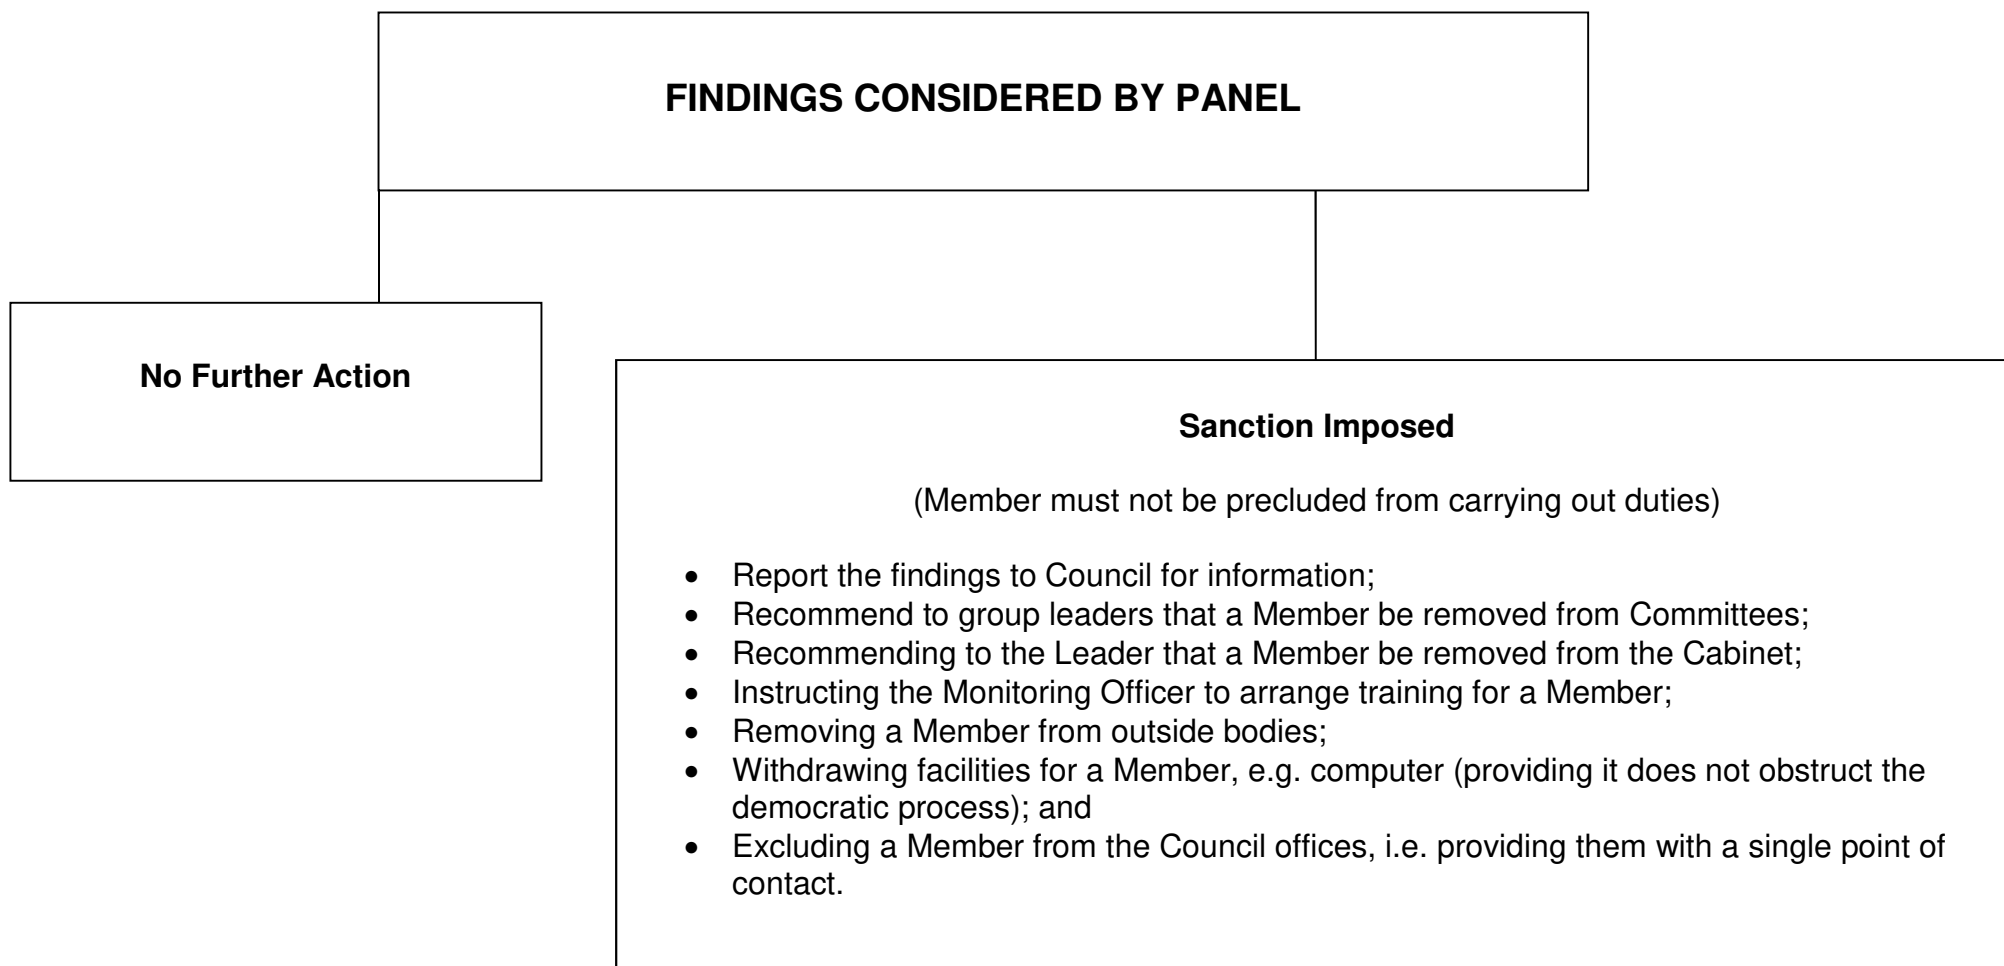 FINDINGS CONSIDERED BY PANEL
No Further Action
Sanction Imposed
(Member must not be precluded from carrying out duties)
• Report the findings to Council for information;
• Recommend to group leaders that a Member be removed from Committees;
• Recommending to the Leader that a Member be removed from the Cabinet;
• Instructing the Monitoring Officer to arrange training for a Member;
• Removing a Member from outside bodies;
• Withdrawing facilities for a Member, e.g. computer (providing it does not obstruct the
democratic process); and
• Excluding a Member from the Council offices, i.e. providing them with a single point of
contact.